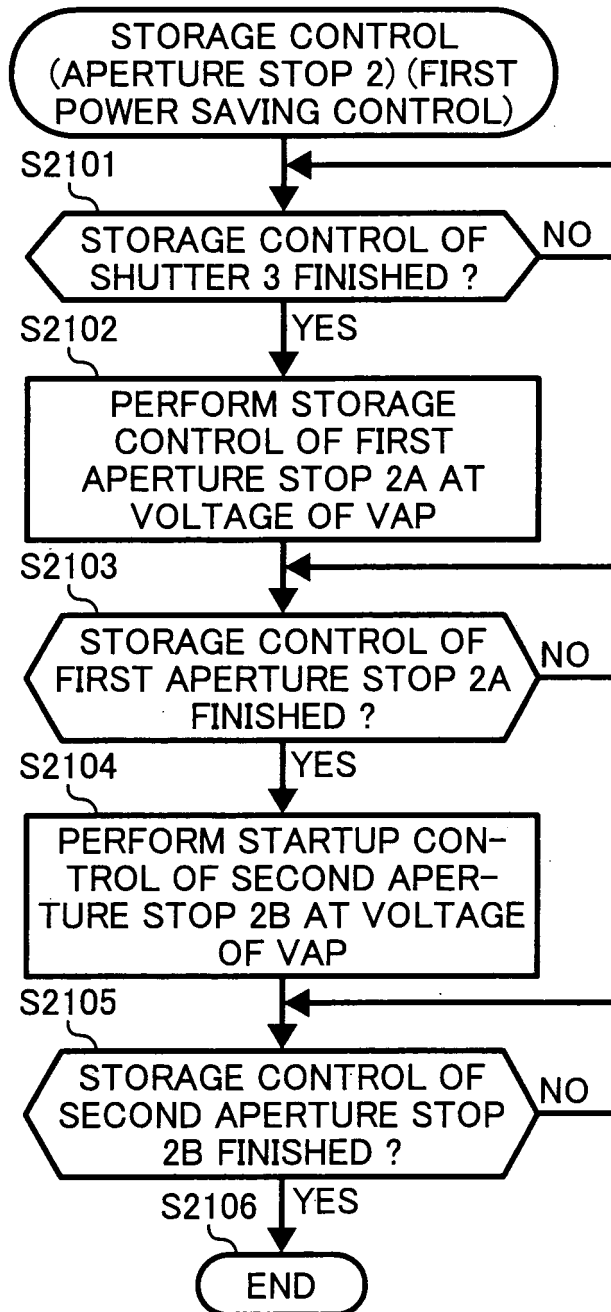 STORAGE CONTROL
(APERTURE STOP 2) (FIRST
POWER SAVING CONTROL)
S2101
STORAGE CONTROL OF
SHUTTER 3 FINISHED ?
NO
YES
S2102
PERFORM STORAGE
CONTROL OF FIRST
APERTURE STOP 2A AT
VOLTAGE OF VAP
S2103
STORAGE CONTROL OF
FIRST APERTURE STOP 2A
FINISHED ?
NO
YES
S2104
PERFORM STARTUP CON-
TROL OF SECOND APER-
TURE STOP 2B AT VOLTAGE
OF VAP
S2105
STORAGE CONTROL OF
SECOND APERTURE STOP
2B FINISHED ?
NO
YES
S2106
END